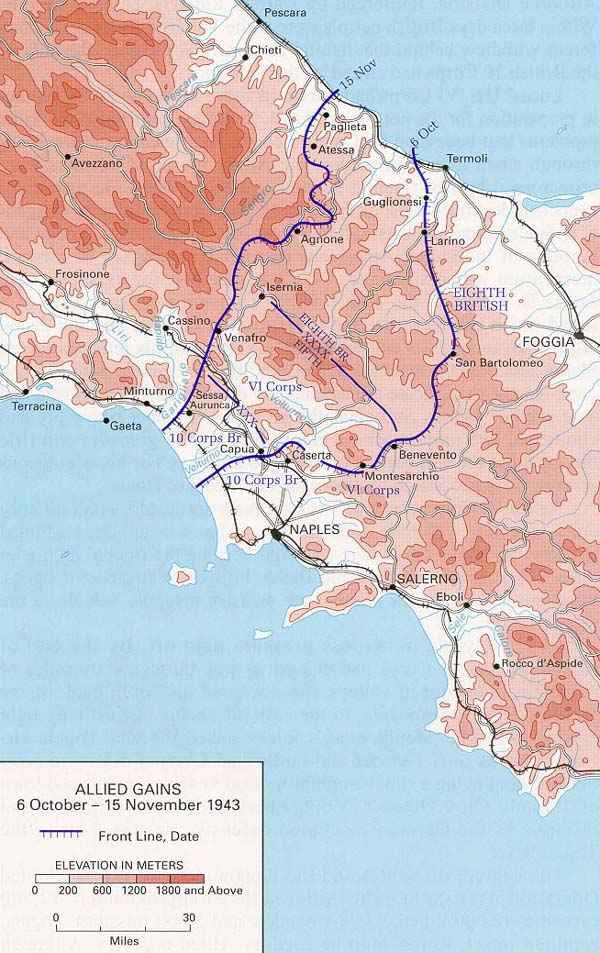 Pescara
Chieti
Pescara
15 Nov
Paglieta
6 Oct
Atessa
Avezzano
Termoli
Sangro
Guglionesi
Agnone
Larino
Frosinone
Isernia
EIGHTH
BRITISH
Cassino
Rapido
Liri
EIGHTH BR
XXXX
FIFTH
Venafro
FOGGIA
San Bartolomeo
VI Corps
Minturno
Garigliano
Sessa
Aurunca
XXX
Volturno
Terracina
Gaeta
10 Corps Br
Capua
Benevento
Caserta
Volturno
Montesarchio
10 Corps Br
VI Corps
NAPLES
SALERNO
Eboli
Sele
Calore
Rocco d'Aspide
ALLIED GAINS
6 October – 15 November 1943
Front Line, Date
ELEVATION IN METERS
0 200 600 1200 1800 and Above
0 30
Miles